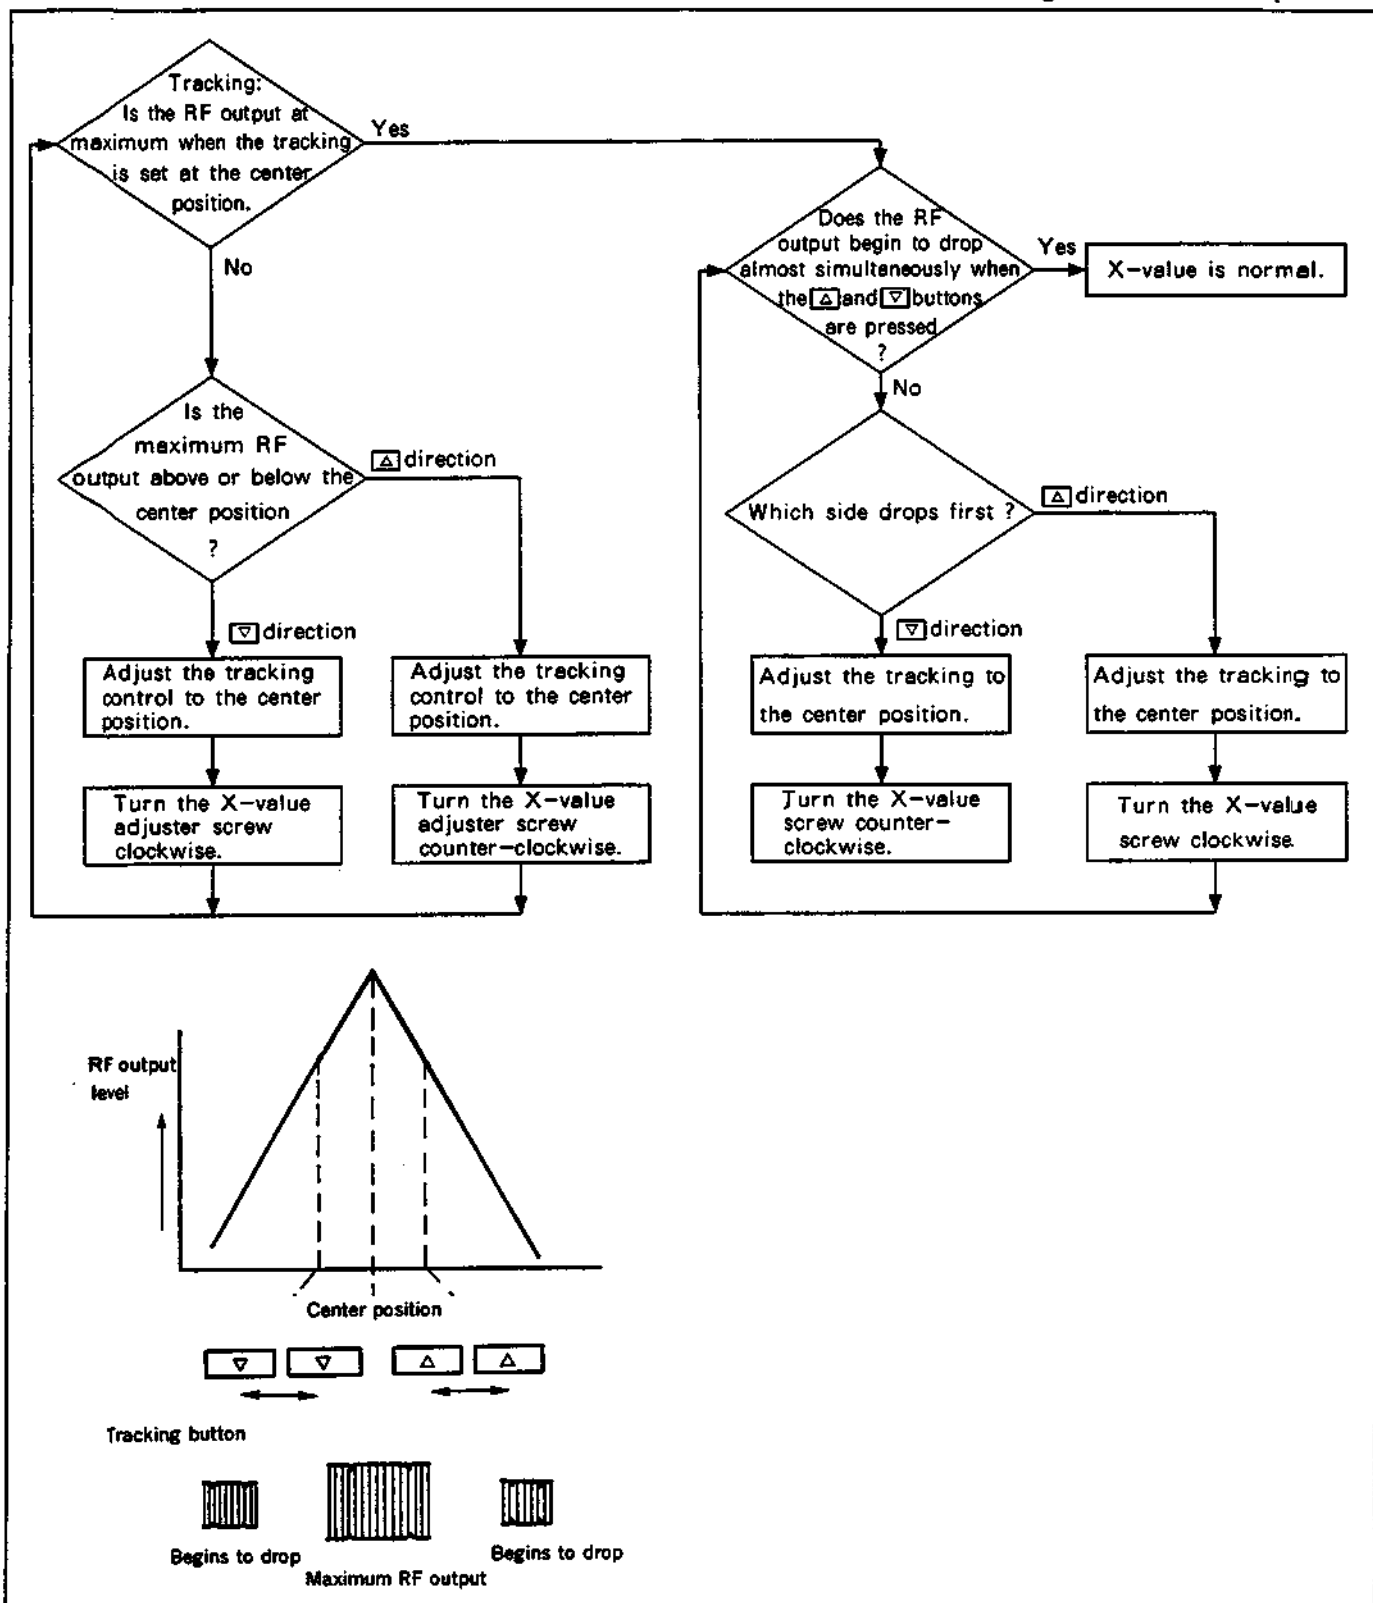 Tracking:
Is the RF output at
maximum when the tracking
is set at the center
position.
Yes
No
Is the
maximum RF
output above or below the
center position
?
△ direction
▽ direction
Adjust the tracking
control to the center
position.
Turn the X-value
adjuster screw
clockwise.
Adjust the tracking
control to the center
position.
Turn the X-value
adjuster screw
counter-clockwise.
Does the RF
output begin to drop
almost simultaneously when
the △ and ▽ buttons
are pressed
?
Yes
X-value is normal.
No
Which side drops first ?
△ direction
▽ direction
Adjust the tracking to
the center position.
Turn the X-value
screw counter-
clockwise.
Adjust the tracking to
the center position.
Turn the X-value
screw clockwise.
RF output
level
Center position
▽ ▽ △ △
Tracking button
Begins to drop
Maximum RF output
Begins to drop